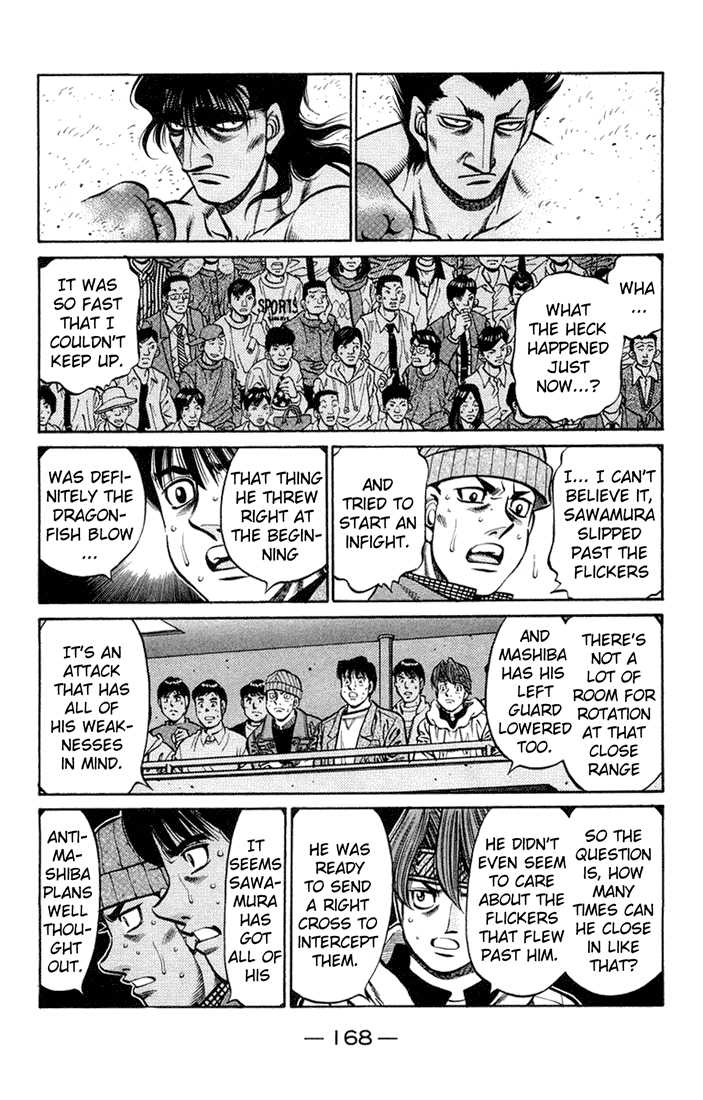 WHA
...
WHAT
THE HECK
HAPPENED
JUST
NOW...?
SPORTS
IT WAS
SO FAST
THAT I
COULDN'T
KEEP UP.
I... I CAN'T
BELIEVE IT,
SAWAMURA
SLIPPED
PAST THE
FLICKERS
AND
TRIED TO
START AN
INFIGHT.
THAT THING
HE THREW
RIGHT AT
THE BEGIN-
NING
WAS DEFI-
NITELY THE
DRAGON-
FISH BLOW
...
THERE'S
NOT A
LOT OF
ROOM FOR
ROTATION
AT THAT
CLOSE
RANGE
AND
MASHIBA
HAS HIS
LEFT
GUARD
LOWERED
TOO.
IT'S AN
ATTACK
THAT HAS
ALL OF
HIS WEAK-
NESSES
IN MIND.
SO THE
QUESTION
IS, HOW
MANY
TIMES CAN
HE CLOSE
IN LIKE
THAT?
HE DIDN'T
EVEN SEEM
TO CARE
ABOUT THE
FLICKERS
THAT FLEW
PAST HIM.
HE WAS
READY
TO SEND
A RIGHT
CROSS TO
INTERCEPT
THEM.
IT
SEEMS
SAWA-
MURA
HAS
GOT
ALL OF
HIS
ANTI-
MA-
SHIBA
PLANS
WELL
THOU-
GHT
OUT.
— 168 —